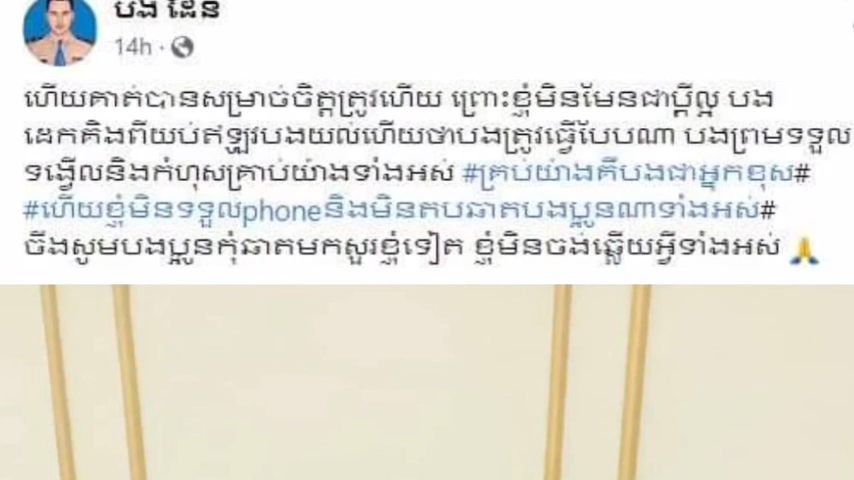 បង ដែន
14h ·
ហើយគាត់បានសម្រាច់ចិត្តត្រូវហើយ ព្រោះខ្ញុំមិនមែនជាប្ដីល្អ បង
ដេកគិងពីយប់ឥឡូវបងយល់ហើយថាបងត្រូវធ្វើបែបណា បងព្រមទទួល
ទង្វើលនិងកំហុសគ្រាប់យ៉ាងទាំងអស់ #គ្រប់យ៉ាងគឺបងជាអ្នកខុស#
#ហើយខ្ញុំមិនទទួលphoneនិងមិនតបឆាតបងប្អូនណាទាំងអស់#
ចឹងសូមបងប្អូនកុំឆាតមកសួរខ្ញុំទៀត ខ្ញុំមិនចង់ឆ្លើយអ្វីទាំងអស់ 🙏